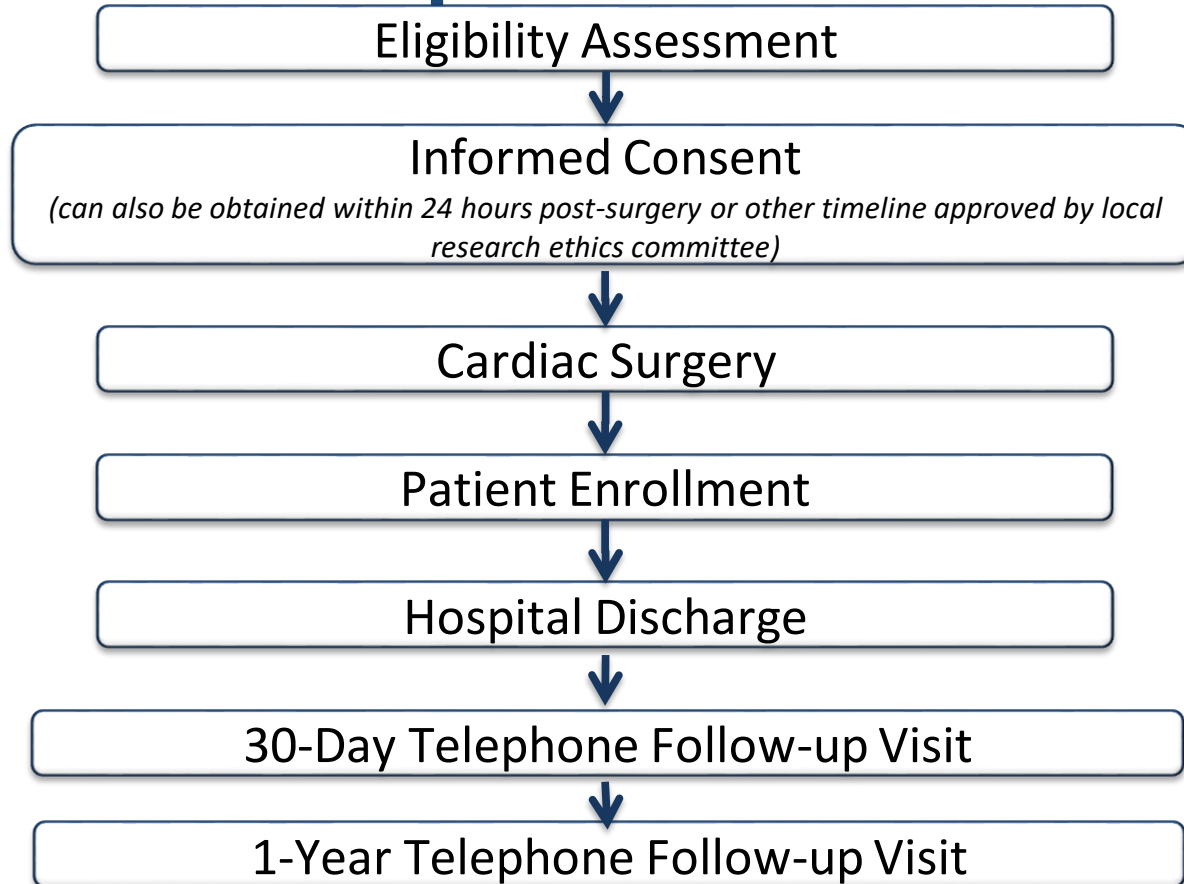 Eligibility Assessment
Informed Consent
(can also be obtained within 24 hours post-surgery or other timeline approved by local
research ethics committee)
Cardiac Surgery
Patient Enrollment
Hospital Discharge
30-Day Telephone Follow-up Visit
1-Year Telephone Follow-up Visit